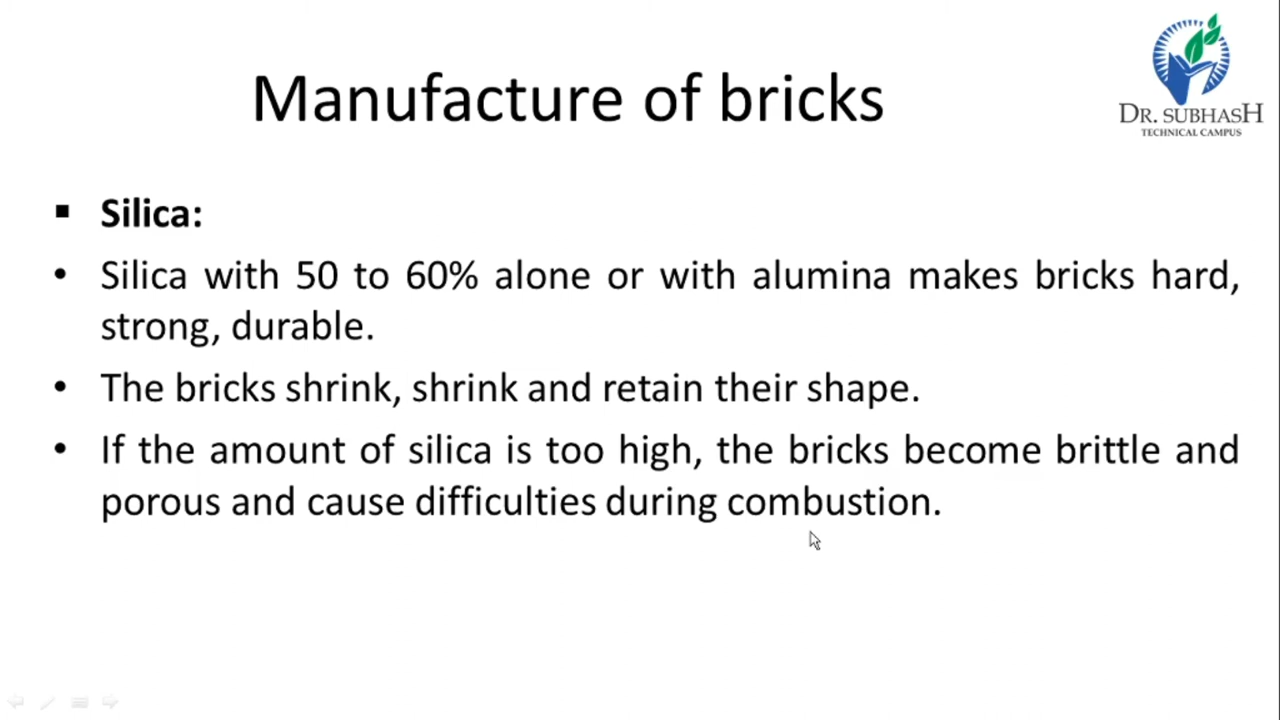 Manufacture of bricks
DR. SUBHASH
TECHNICAL CAMPUS
▪ Silica:
• Silica with 50 to 60% alone or with alumina makes bricks hard,
strong, durable.
• The bricks shrink, shrink and retain their shape.
• If the amount of silica is too high, the bricks become brittle and
porous and cause difficulties during combustion.